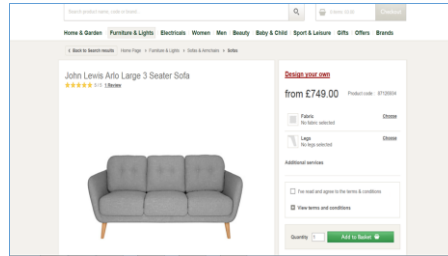 Search product name, code or brand
Checkout
Home & Garden Furniture & Lights Electricals Women Men Beauty Baby & Child Sport & Leisure Gifts Offers Brands
Back to Search results Home Page > Furniture & Lights > Sofas & Armchairs > Sofas
John Lewis Arlo Large 3 Seater Sofa
1 Review
Design your own
from £749.00 Product code:
Fabric Choose
No fabric selected
Legs Choose
No legs selected
Additional services
I've read and agree to the terms & conditions
View terms and conditions
Quantity 1 Add to Basket